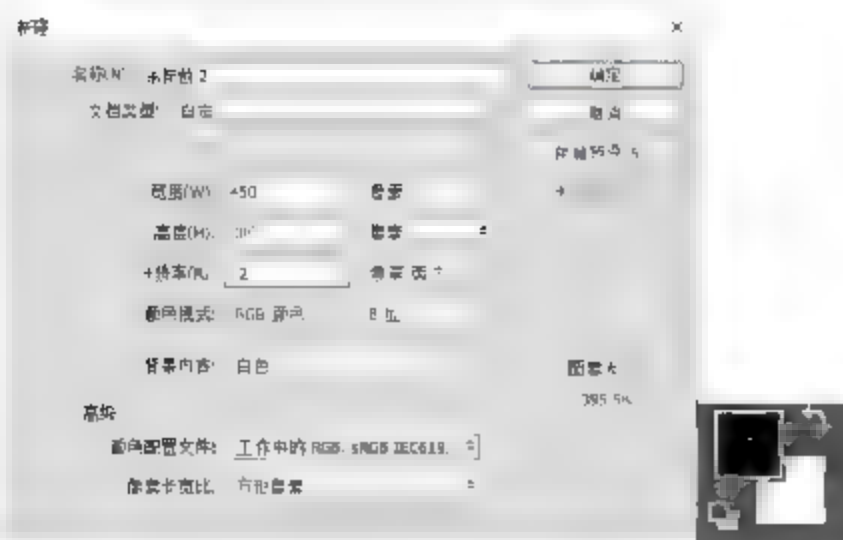 新建
名称(N): 未标题-2
确定
文档类型: 自定
取消
宽度(W): 450
像素
高度(H): 300
像素
分辨率(R):
颜色模式: RGB 颜色
8 位
背景内容: 白色
图像大
高级
颜色配置文件: 工作中的 RGB: sRGB IEC619.
像素长宽比: 方形像素